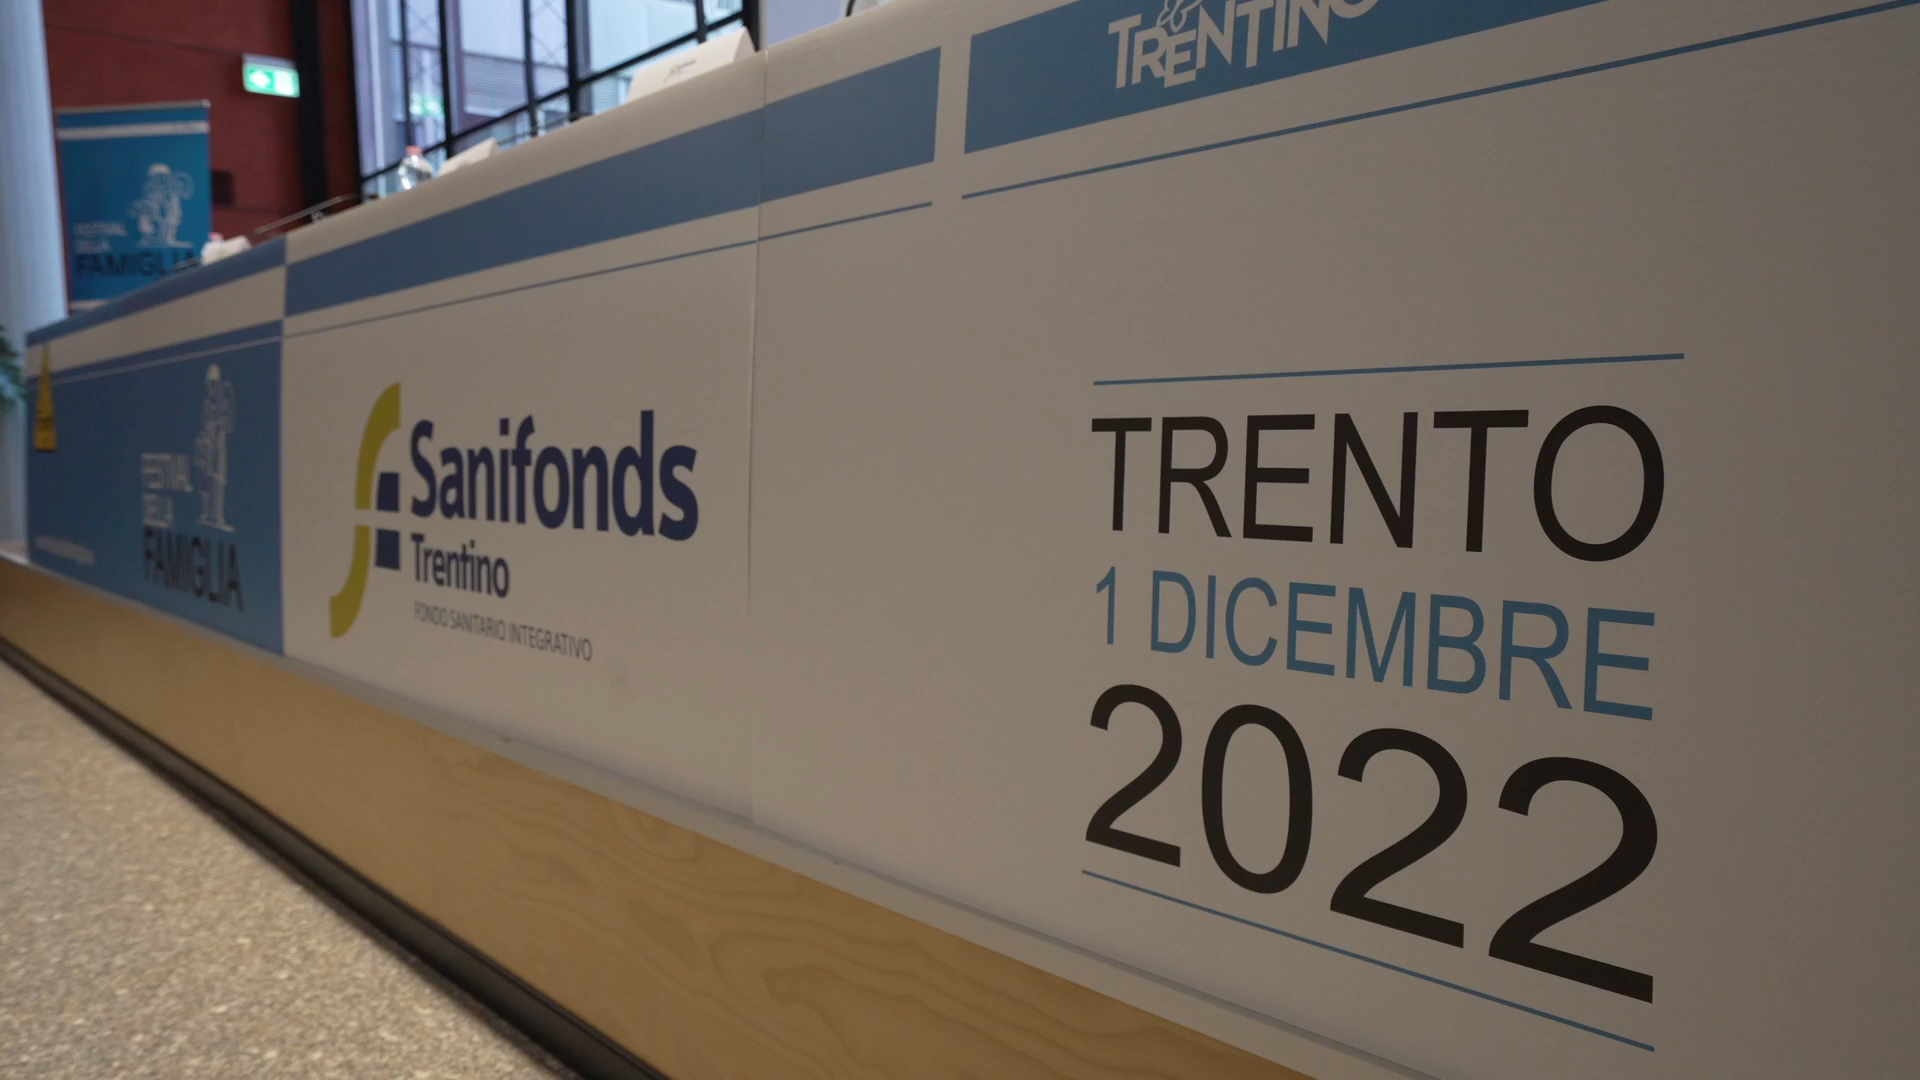 TRENTINO
FESTIVAL
DELLA
FAMIGLIA
FESTIVAL
DELLA
FAMIGLIA
Sanifonds
Trentino
FONDO SANITARIO INTEGRATIVO
TRENTO
1 DICEMBRE
2022